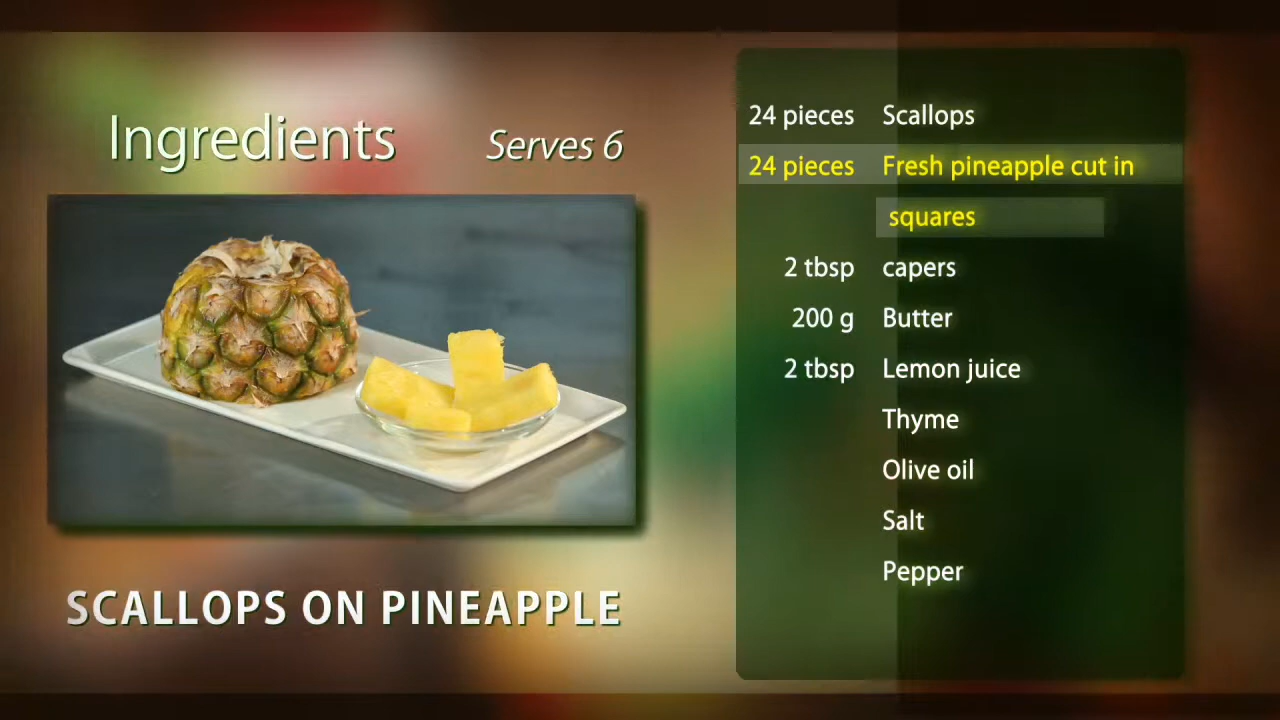 Ingredients Serves 6
24 pieces Scallops
24 pieces Fresh pineapple cut in
squares
2 tbsp capers
200 g Butter
2 tbsp Lemon juice
Thyme
Olive oil
Salt
Pepper
SCALLOPS ON PINEAPPLE